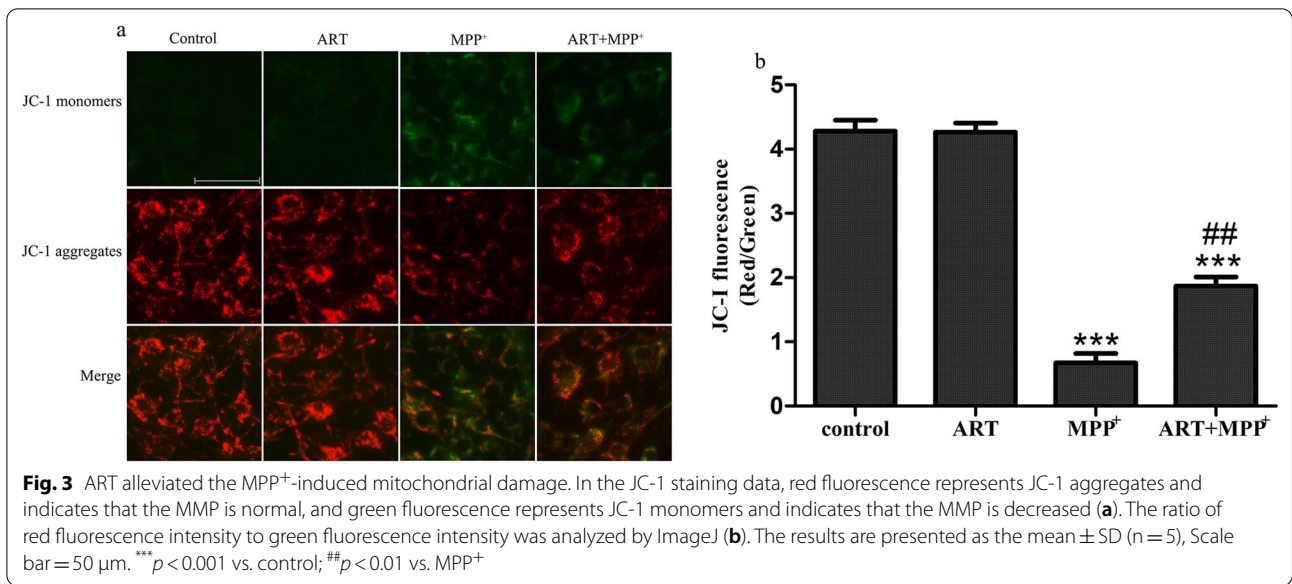 a
Control ART MPP⁺ ART+MPP⁺
JC-1 monomers
JC-1 aggregates
Merge
b
JC-I fluorescence
(Red/Green)
5
4
3
2
1
0
***
##
***
control ART MPP⁺ ART+MPP⁺
Fig. 3 ART alleviated the MPP⁺-induced mitochondrial damage. In the JC-1 staining data, red fluorescence represents JC-1 aggregates and
indicates that the MMP is normal, and green fluorescence represents JC-1 monomers and indicates that the MMP is decreased (a). The ratio of
red fluorescence intensity to green fluorescence intensity was analyzed by ImageJ (b). The results are presented as the mean ± SD (n = 5), Scale
bar = 50 μm. ***p < 0.001 vs. control; ##p < 0.01 vs. MPP⁺